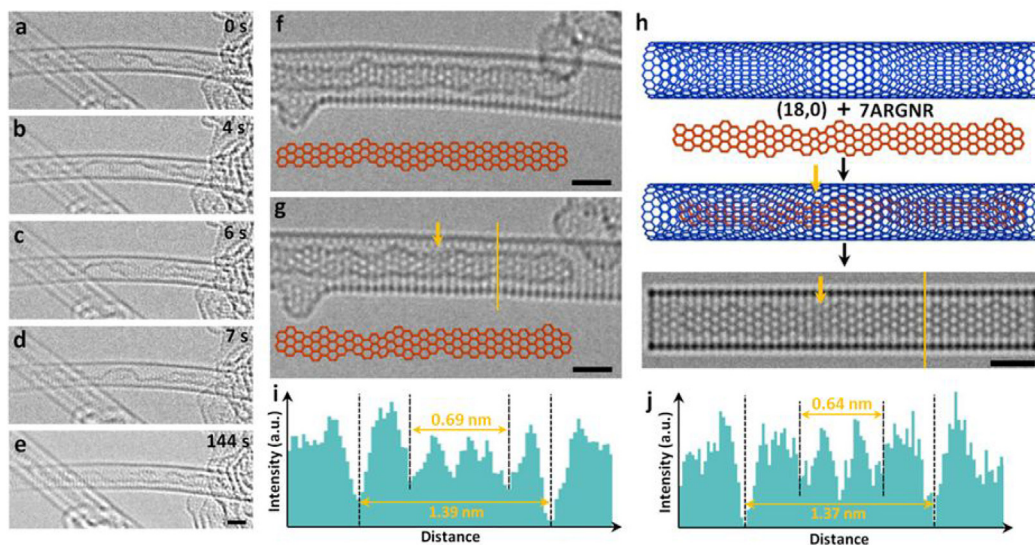 a
0 s
b
4 s
c
6 s
d
7 s
e
144 s
f
g
h
(18,0) + 7ARGNR
i
Intensity (a.u.)
0.69 nm
1.39 nm
Distance
j
Intensity (a.u.)
0.64 nm
1.37 nm
Distance